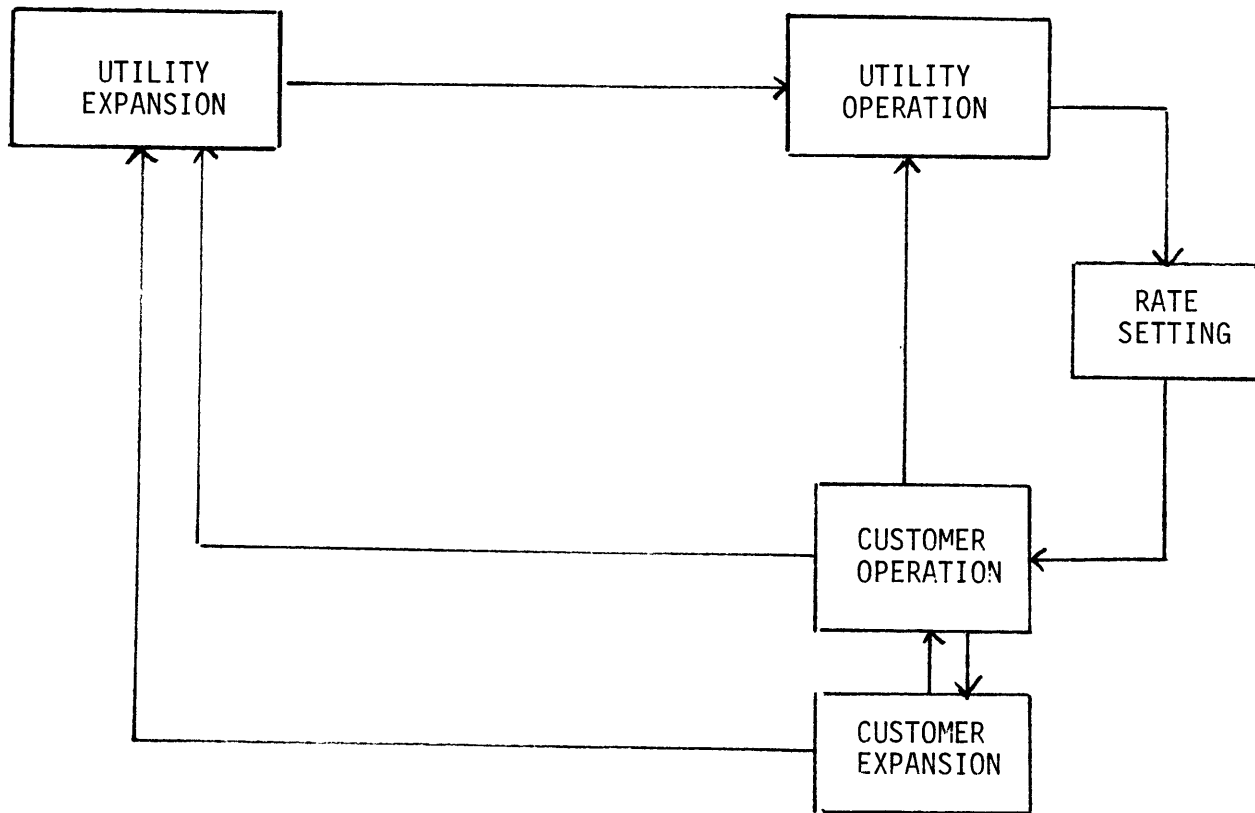 UTILITY
EXPANSION
UTILITY
OPERATION
RATE
SETTING
CUSTOMER
OPERATION
CUSTOMER
EXPANSION